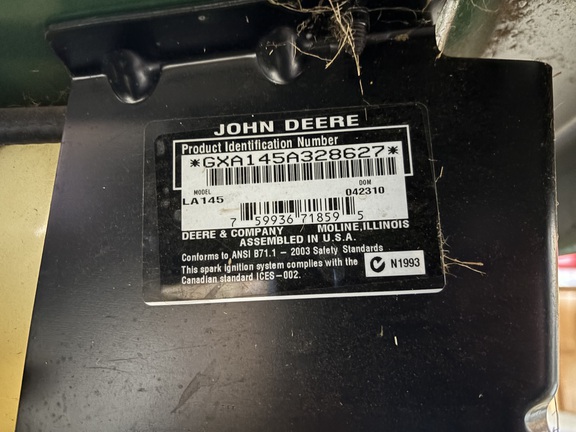 JOHN DEERE
Product Identification Number
*GXA145A328627*
MODEL DOM
LA145 042310
7 59936 71859 5
DEERE & COMPANY MOLINE, ILLINOIS
ASSEMBLED IN U.S.A.
Conforms to ANSI B71.1 – 2003 Safety Standards
This spark ignition system complies with the
Canadian standard ICES–002.
N1993